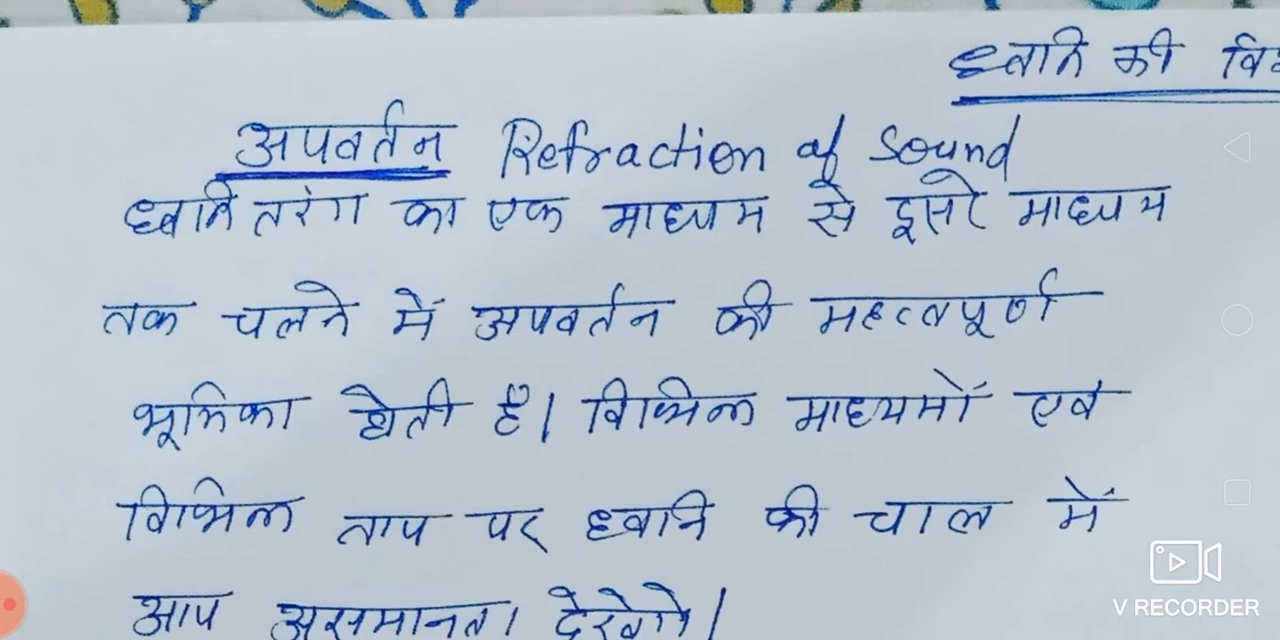 ध्वनि की
अपवर्तन Refraction of Sound
ध्वनि तरंग का एक माध्यम से दूसरे माध्यम
तक चलने में अपवर्तन की महत्वपूर्ण
भूमिका होती है। विभिन्न माध्यमों एवं
विभिन्न ताप पर ध्वनि की चाल में
आप असमानता देखेगे।
V RECORDER